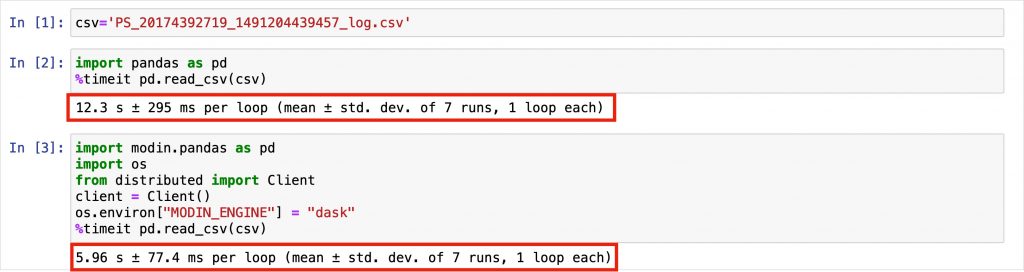 In [1]: csv='PS_20174392719_1491204439457_log.csv'
In [2]: import pandas as pd
%timeit pd.read_csv(csv)
12.3 s ± 295 ms per loop (mean ± std. dev. of 7 runs, 1 loop each)
In [3]: import modin.pandas as pd
import os
from distributed import Client
client = Client()
os.environ["MODIN_ENGINE"] = "dask"
%timeit pd.read_csv(csv)
5.96 s ± 77.4 ms per loop (mean ± std. dev. of 7 runs, 1 loop each)